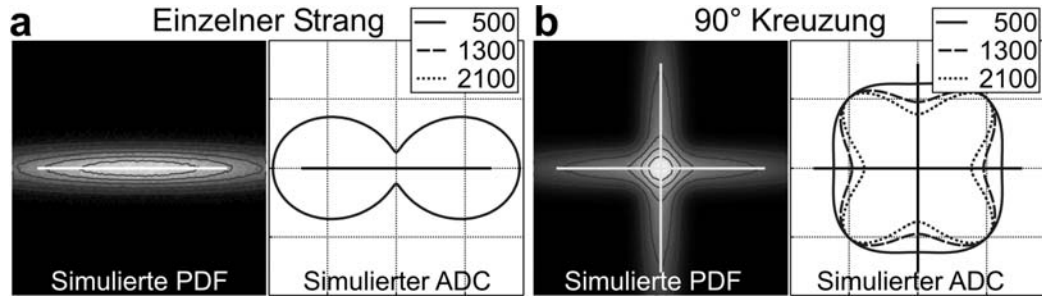 a Einzelner Strang
500
1300
2100
Simulierte PDF
Simulierter ADC
b 90° Kreuzung
500
1300
2100
Simulierte PDF
Simulierter ADC